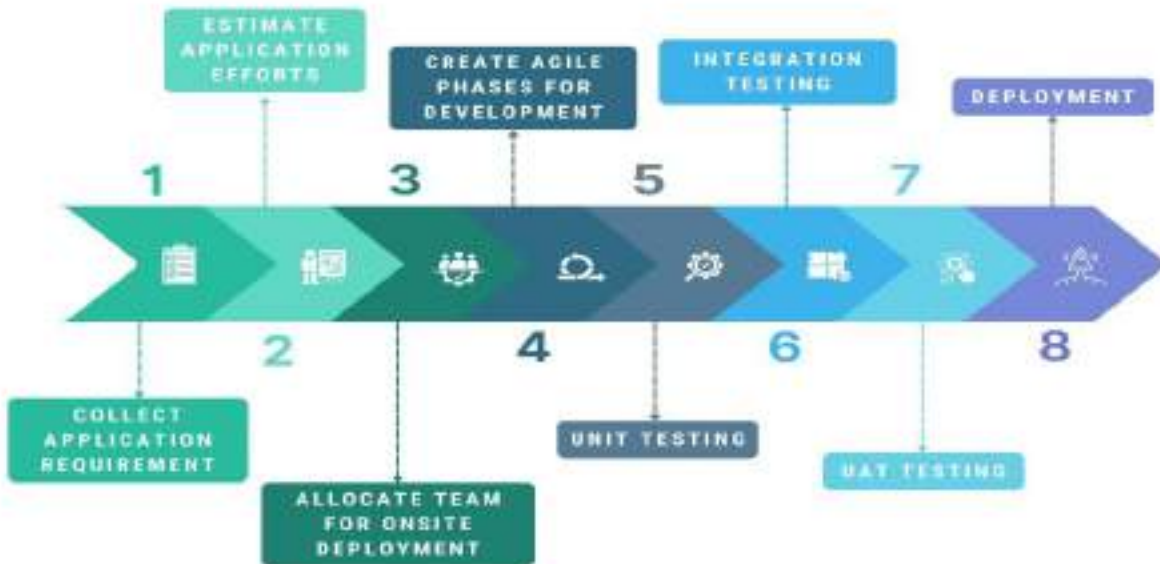 ESTIMATE
APPLICATION
EFFORTS
CREATE AGILE
PHASES FOR
DEVELOPMENT
INTEGRATION
TESTING
DEPLOYMENT
1
3
5
7
2
4
6
8
COLLECT
APPLICATION
REQUIREMENT
UNIT TESTING
UAT TESTING
ALLOCATE TEAM
FOR ONSITE
DEPLOYMENT